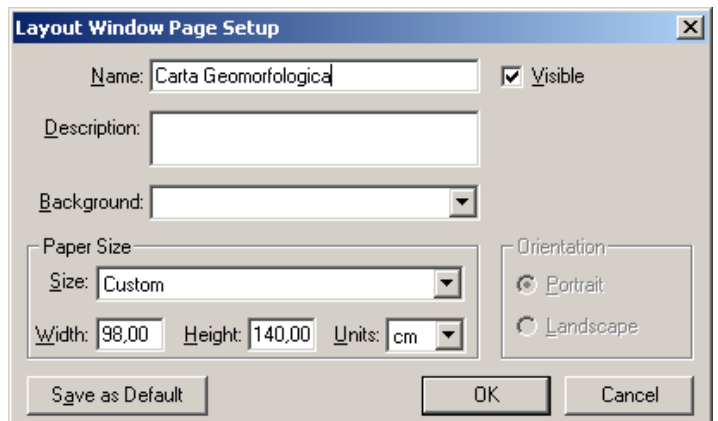 Layout Window Page Setup
Name: Carta Geomorfologica Visible
Description:
Background:
Paper Size Orientation
Size: Custom Portrait
Width: 98,00 Height: 140,00 Units: cm Landscape
Save as Default OK Cancel